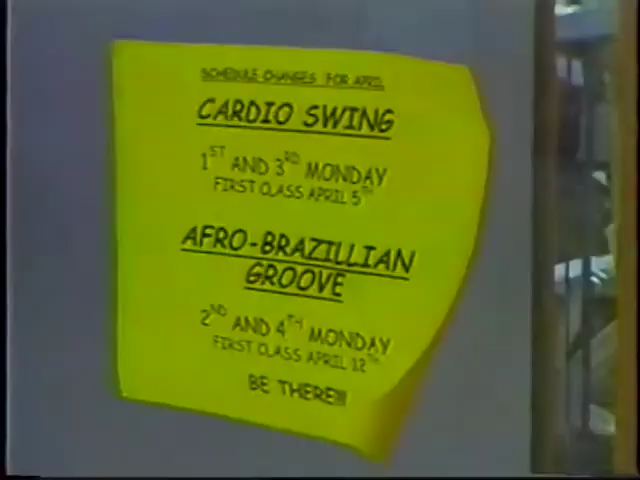 SCHEDULE CHANGES FOR APRIL
CARDIO SWING
1ST AND 3RD MONDAY
FIRST CLASS APRIL 5TH
AFRO-BRAZILLIAN
GROOVE
2ND AND 4TH MONDAY
FIRST CLASS APRIL 12TH
BE THERE!!!